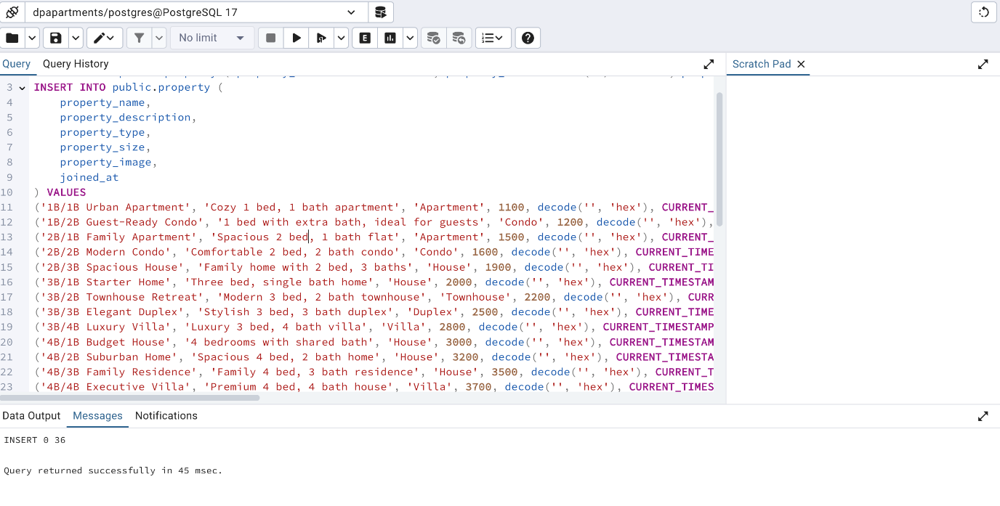 dpapartments/postgres@PostgreSQL 17
No limit
E
Query Query History
Scratch Pad
3 INSERT INTO public.property (
4 property_name,
5 property_description,
6 property_type,
7 property_size,
8 property_image,
9 joined_at
10 ) VALUES
11 ('1B/1B Urban Apartment', 'Cozy 1 bed, 1 bath apartment', 'Apartment', 1100, decode('', 'hex'), CURRENT_
12 ('1B/2B Guest-Ready Condo', '1 bed with extra bath, ideal for guests', 'Condo', 1200, decode('', 'hex'),
13 ('2B/1B Family Apartment', 'Spacious 2 bed, 1 bath flat', 'Apartment', 1500, decode('', 'hex'), CURRENT_
14 ('2B/2B Modern Condo', 'Comfortable 2 bed, 2 bath condo', 'Condo', 1600, decode('', 'hex'), CURRENT_TIME
15 ('2B/3B Spacious House', 'Family home with 2 bed, 3 baths', 'House', 1900, decode('', 'hex'), CURRENT_TI
16 ('3B/1B Starter Home', 'Three bed, single bath home', 'House', 2000, decode('', 'hex'), CURRENT_TIMESTAM
17 ('3B/2B Townhouse Retreat', 'Modern 3 bed, 2 bath townhouse', 'Townhouse', 2200, decode('', 'hex'), CURR
18 ('3B/3B Elegant Duplex', 'Stylish 3 bed, 3 bath duplex', 'Duplex', 2500, decode('', 'hex'), CURRENT_TIME
19 ('3B/4B Luxury Villa', 'Luxury 3 bed, 4 bath villa', 'Villa', 2800, decode('', 'hex'), CURRENT_TIMESTAMP
20 ('4B/1B Budget House', '4 bedrooms with shared bath', 'House', 3000, decode('', 'hex'), CURRENT_TIMESTAM
21 ('4B/2B Suburban Home', 'Spacious 4 bed, 2 bath home', 'House', 3200, decode('', 'hex'), CURRENT_TIMESTA
22 ('4B/3B Family Residence', 'Family 4 bed, 3 bath residence', 'House', 3500, decode('', 'hex'), CURRENT_T
23 ('4B/4B Executive Villa', 'Premium 4 bed, 4 bath house', 'Villa', 3700, decode('', 'hex'), CURRENT_TIMES
Data Output Messages Notifications
INSERT 0 36
Query returned successfully in 45 msec.